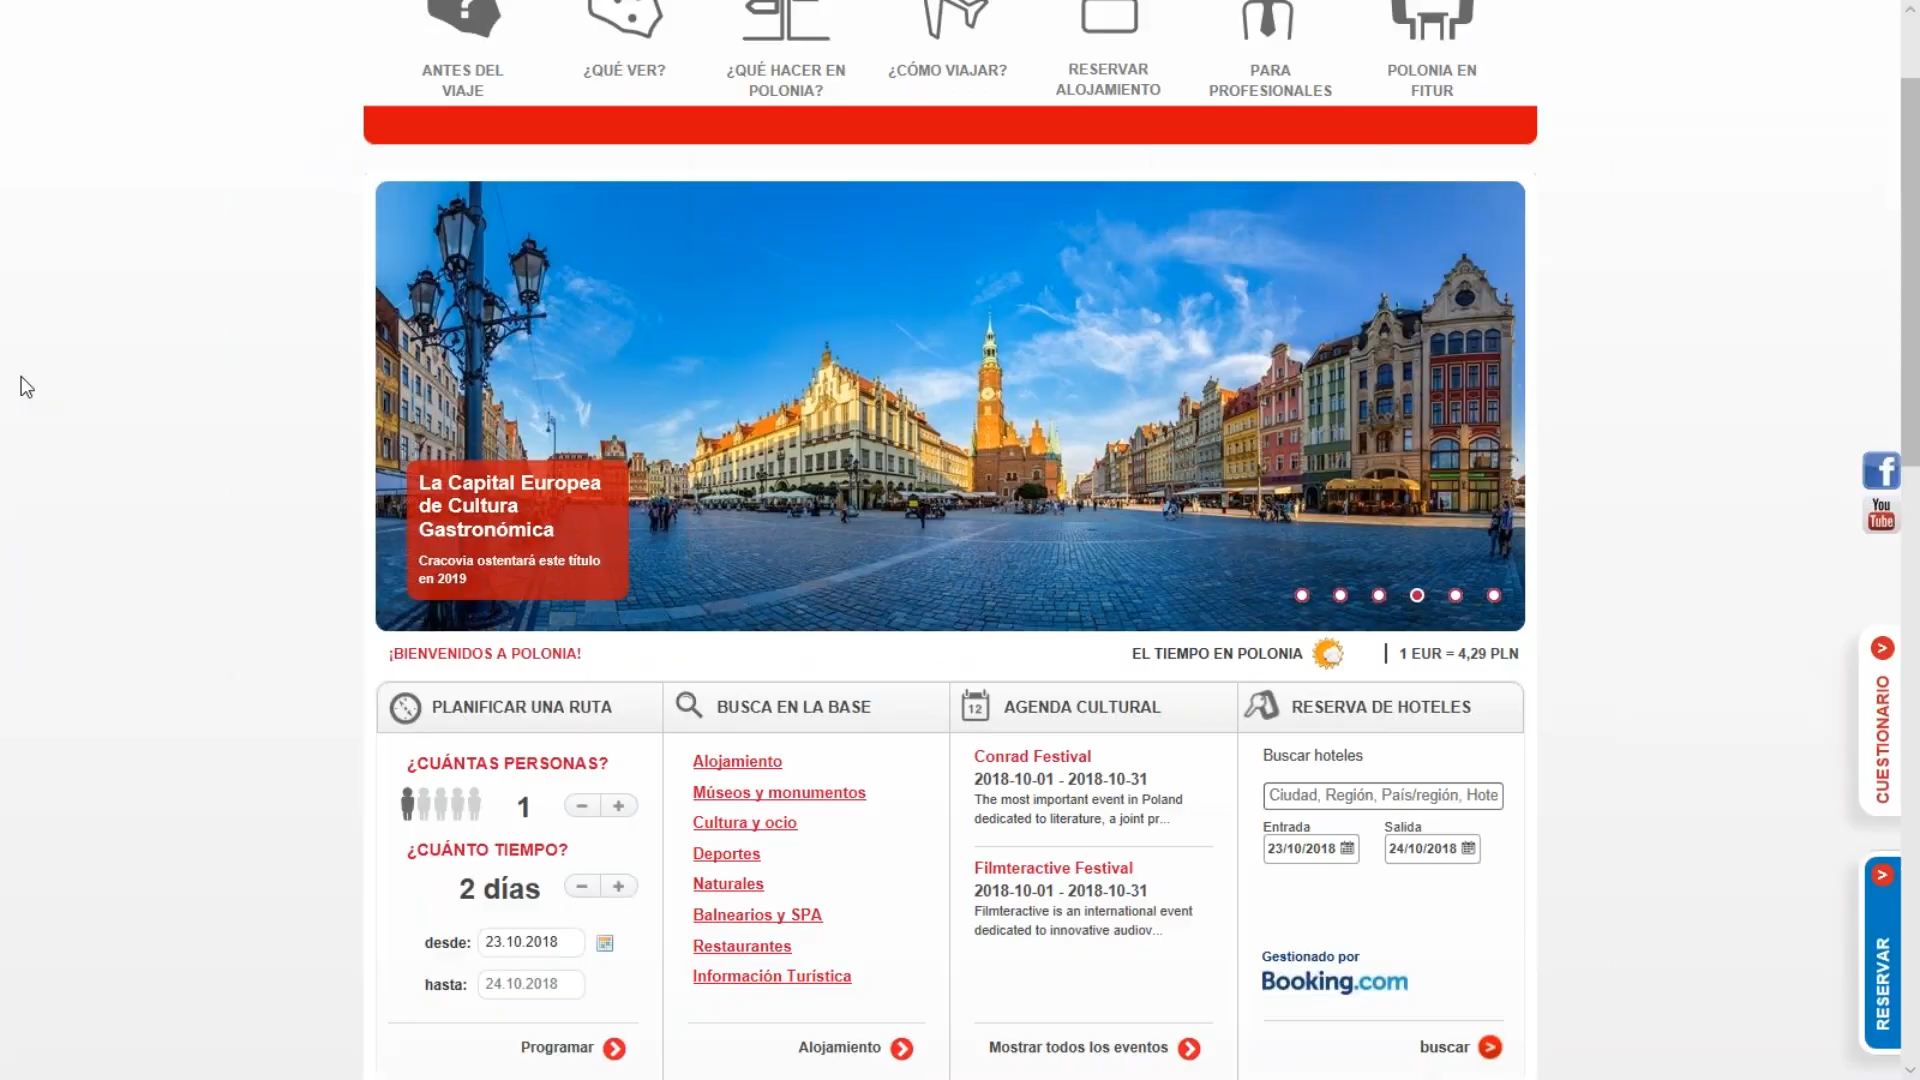 ANTES DEL
VIAJE
¿QUÉ VER?
¿QUÉ HACER EN
POLONIA?
¿CÓMO VIAJAR?
RESERVAR
ALOJAMIENTO
PARA
PROFESIONALES
POLONIA EN
FITUR
La Capital Europea
de Cultura
Gastronómica
Cracovia ostentará este título
en 2019
You
Tube
¡BIENVENIDOS A POLONIA!
EL TIEMPO EN POLONIA
1 EUR = 4,29 PLN
CUESTIONARIO
RESERVAR
PLANIFICAR UNA RUTA
¿CUÁNTAS PERSONAS?
1
¿CUÁNTO TIEMPO?
2 días
desde: 23.10.2018
hasta: 24.10.2018
Programar
BUSCA EN LA BASE
Alojamiento
Múseos y monumentos
Cultura y ocio
Deportes
Naturales
Balnearios y SPA
Restaurantes
Información Turística
Alojamiento
12
AGENDA CULTURAL
Conrad Festival
2018-10-01 - 2018-10-31
The most important event in Poland
dedicated to literature, a joint pr...
Filmteractive Festival
2018-10-01 - 2018-10-31
Filmteractive is an international event
dedicated to innovative audiov...
Mostrar todos los eventos
RESERVA DE HOTELES
Buscar hoteles
Ciudad, Región, País/región, Hote
Entrada Salida
23/10/2018 24/10/2018
Gestionado por
Booking.com
buscar